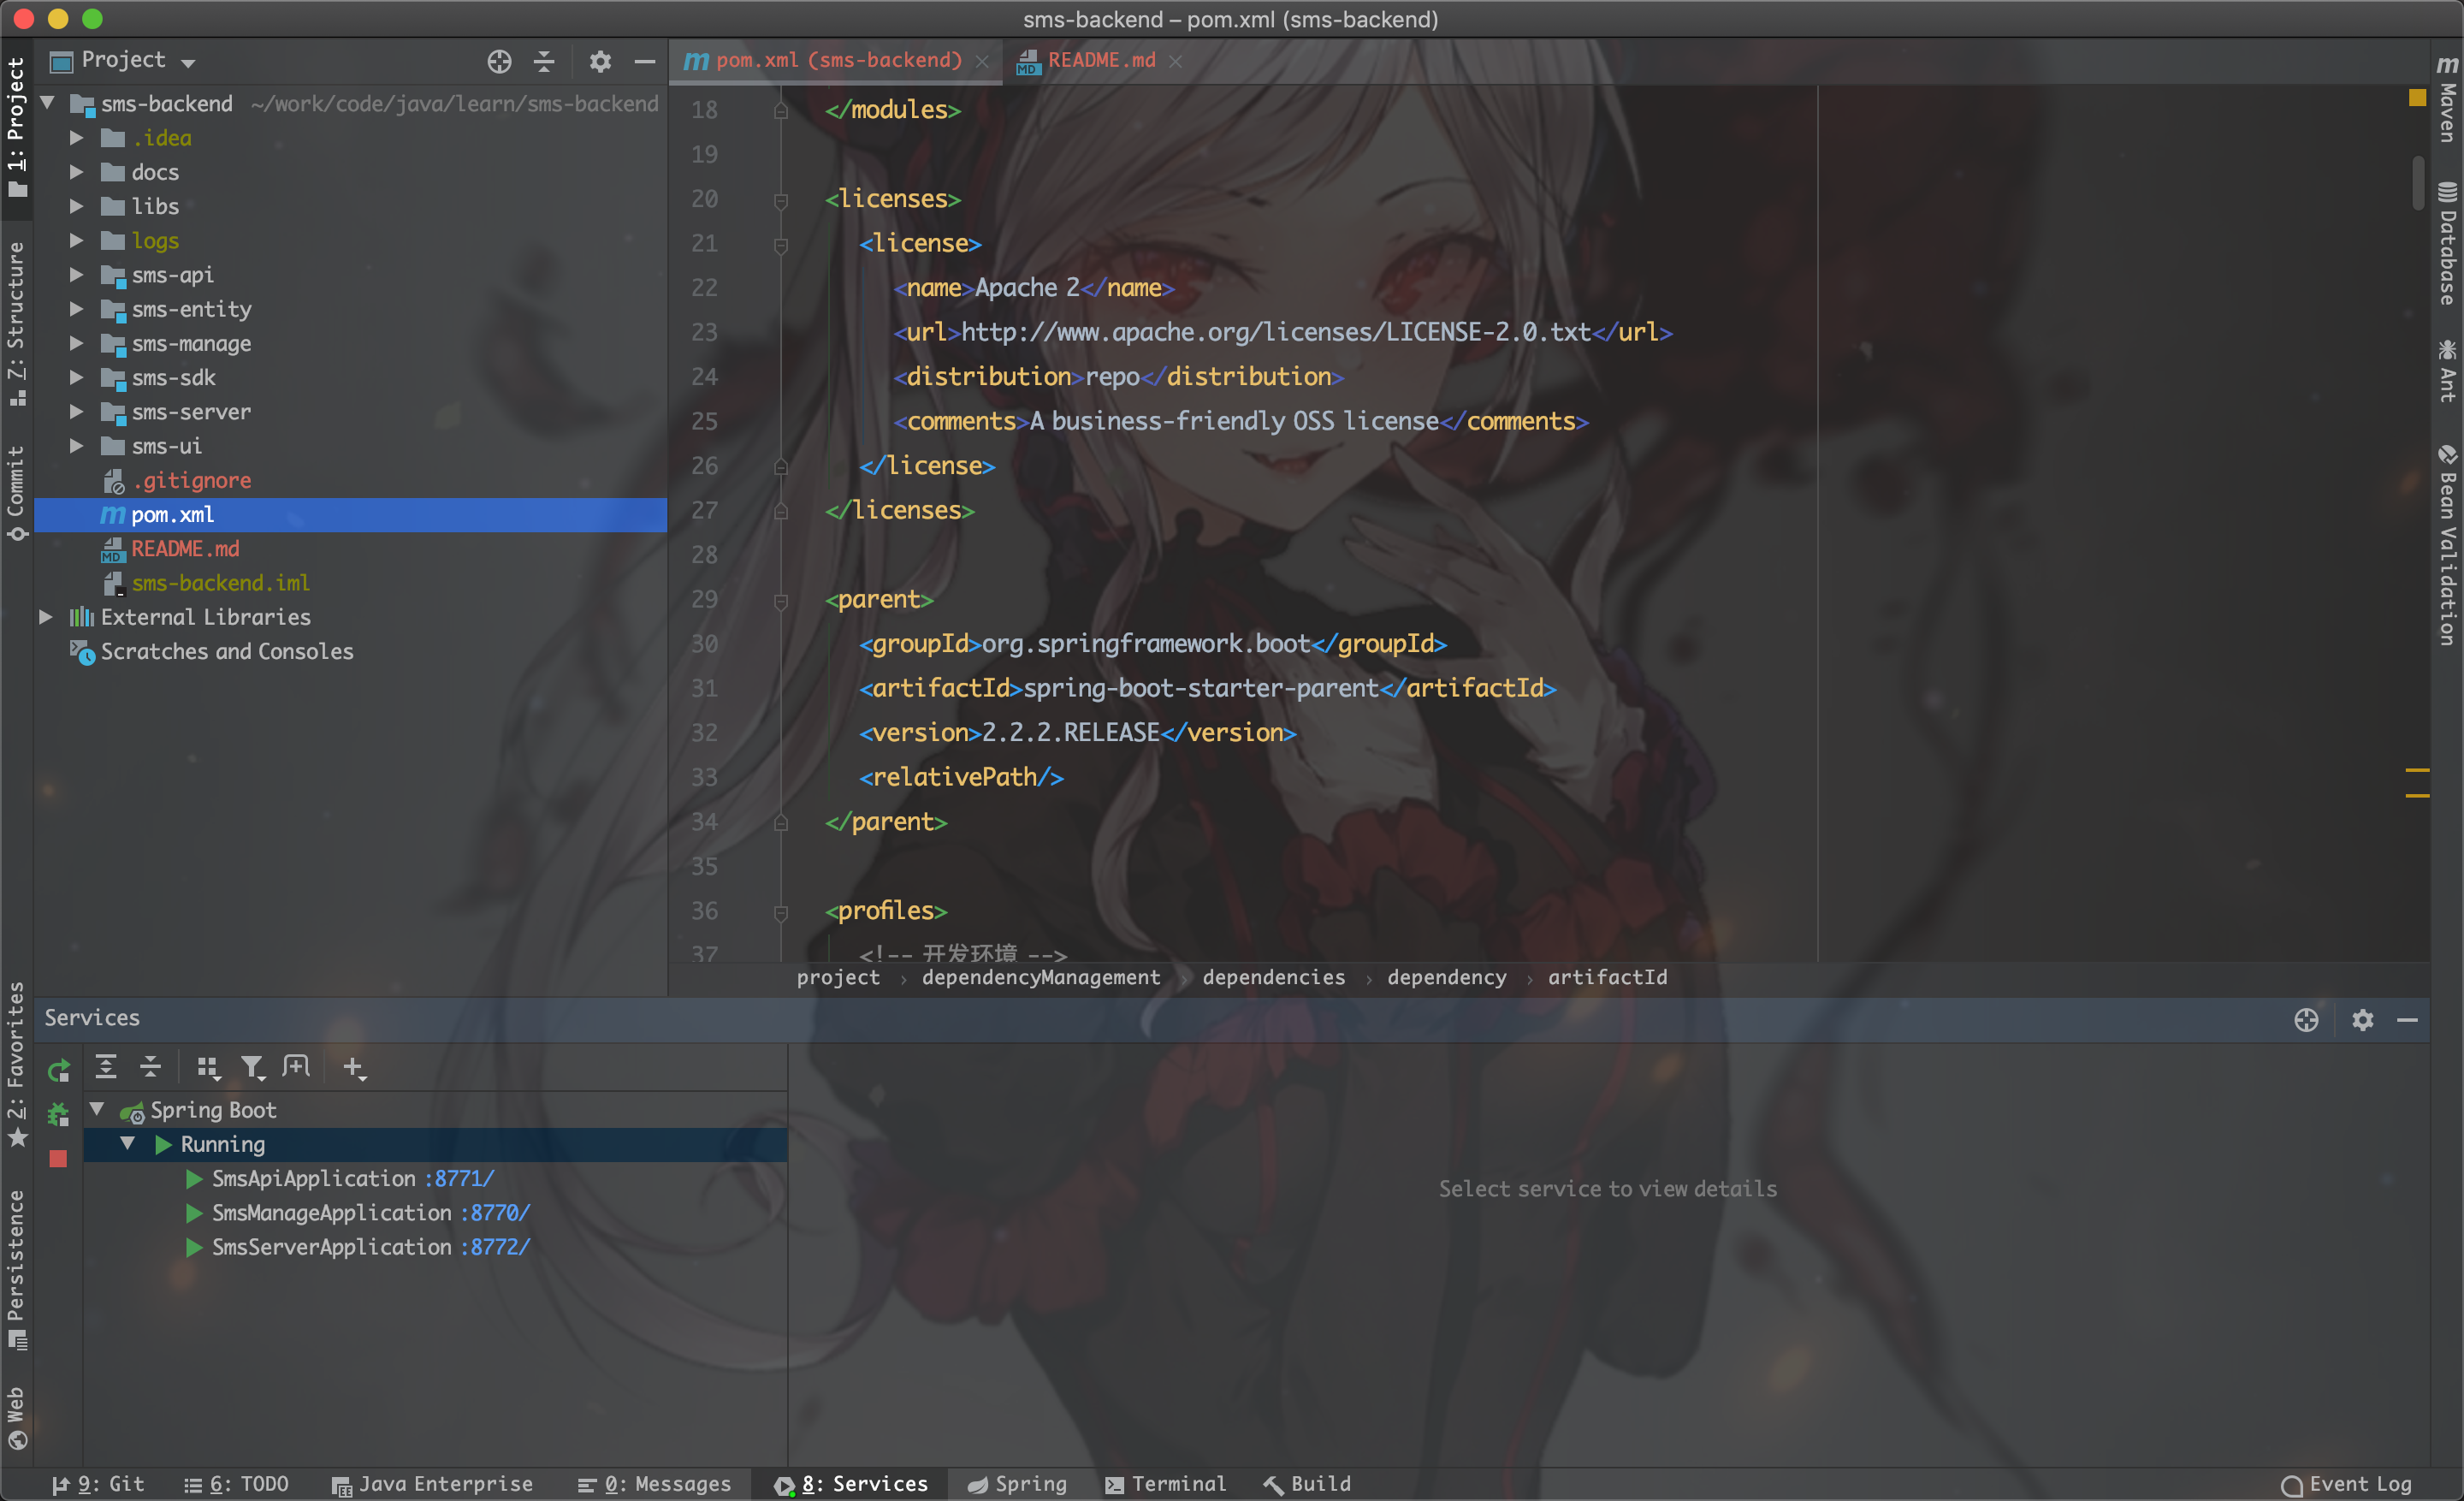 sms-backend – pom.xml (sms-backend)
Project
pom.xml (sms-backend)
README.md
1: Project
7: Structure
Commit
2: Favorites
Persistence
Web
sms-backend ~/work/code/java/learn/sms-backend
.idea
docs
libs
logs
sms-api
sms-entity
sms-manage
sms-sdk
sms-server
sms-ui
.gitignore
pom.xml
README.md
sms-backend.iml
External Libraries
Scratches and Consoles
18 </modules>
19
20 <licenses>
21 <license>
22 <name>Apache 2</name>
23 <url>http://www.apache.org/licenses/LICENSE-2.0.txt</url>
24 <distribution>repo</distribution>
25 <comments>A business-friendly OSS license</comments>
26 </license>
27 </licenses>
28
29 <parent>
30 <groupId>org.springframework.boot</groupId>
31 <artifactId>spring-boot-starter-parent</artifactId>
32 <version>2.2.2.RELEASE</version>
33 <relativePath/>
34 </parent>
35
36 <profiles>
37 <!-- 开发环境 -->
project › dependencyManagement › dependencies › dependency › artifactId
Maven
Database
Ant
Bean Validation
Services
Spring Boot
Running
SmsApiApplication :8771/
SmsManageApplication :8770/
SmsServerApplication :8772/
Select service to view details
9: Git
6: TODO
Java Enterprise
0: Messages
8: Services
Spring
Terminal
Build
Event Log